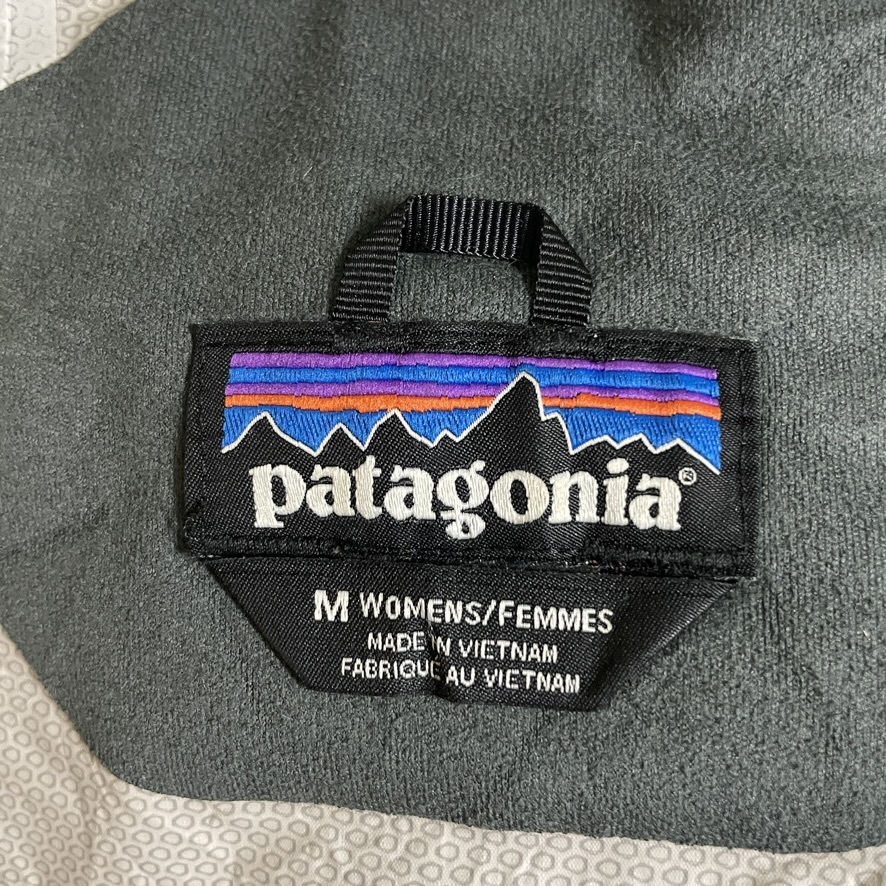 patagonia®
M WOMENS/FEMMES
MADE IN VIETNAM
FABRIQUE AU VIETNAM